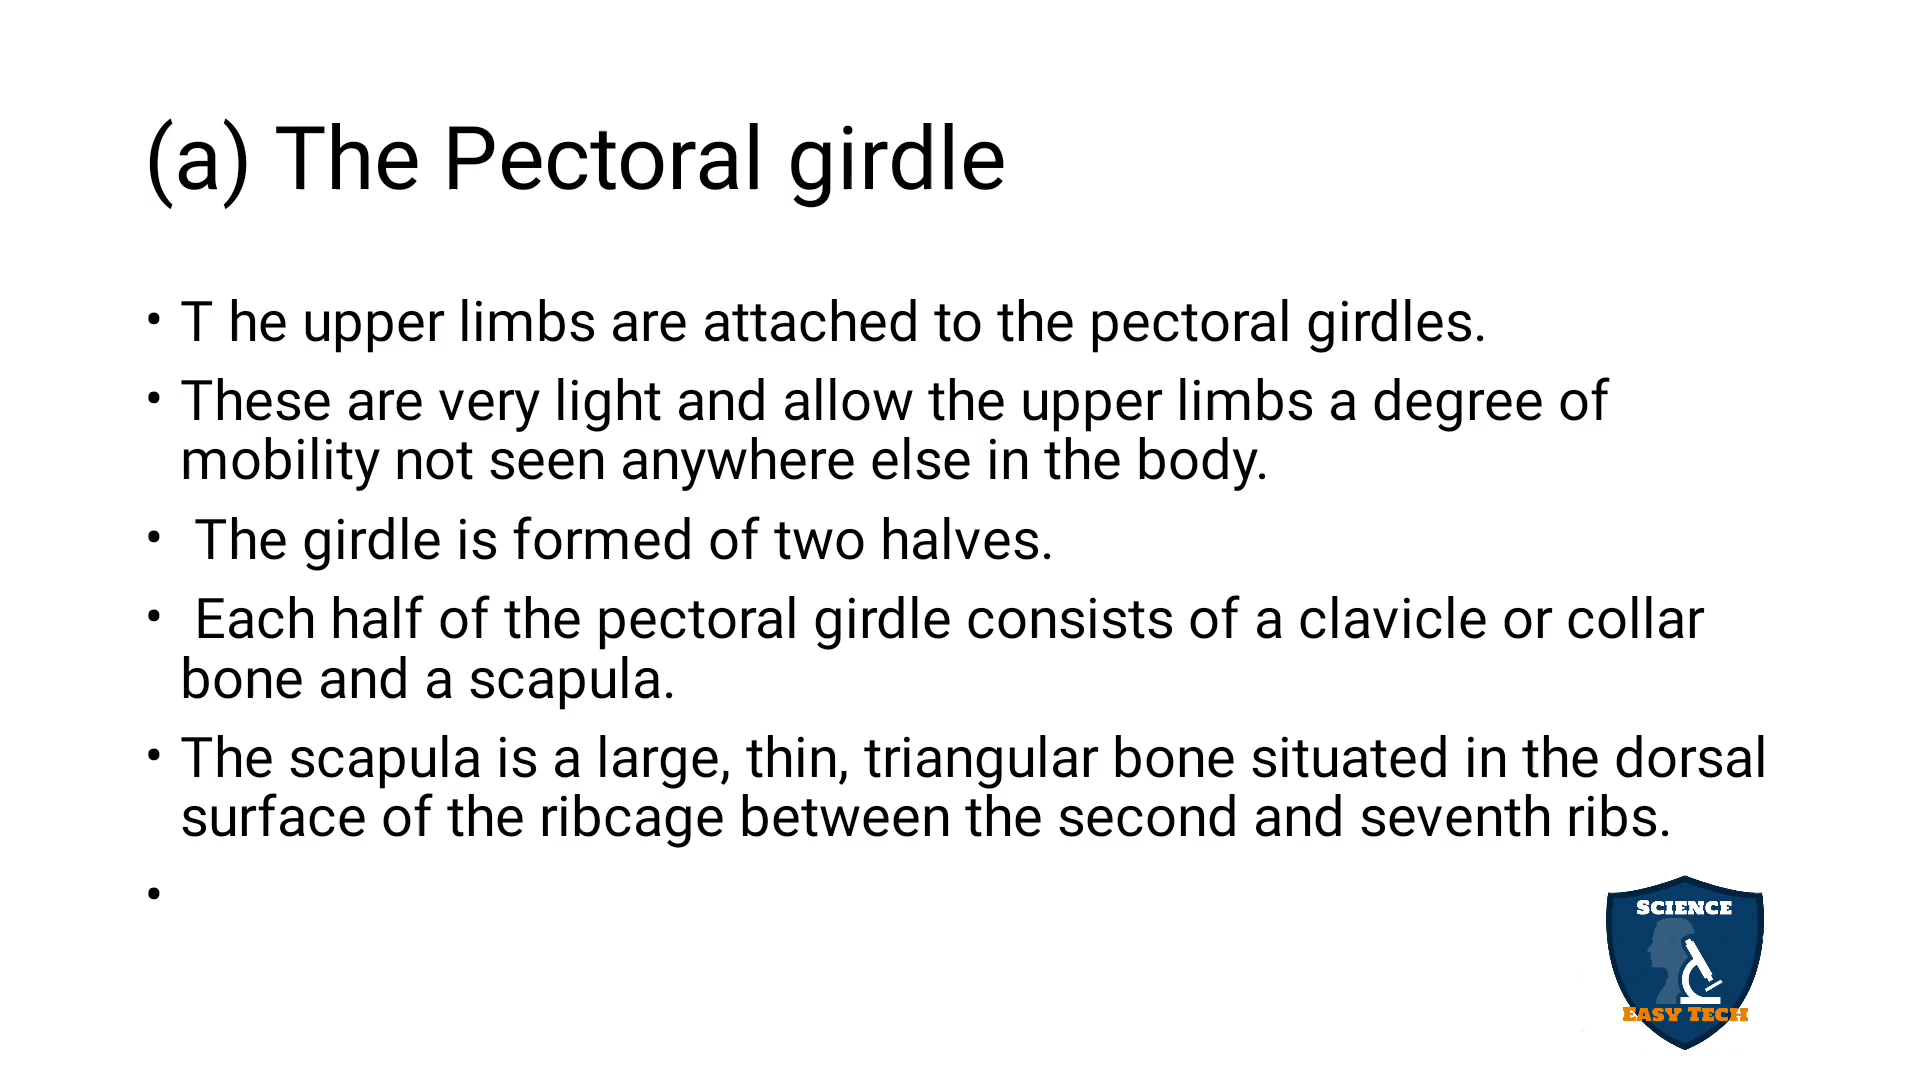 (a) The Pectoral girdle
• T he upper limbs are attached to the pectoral girdles.
• These are very light and allow the upper limbs a degree of
mobility not seen anywhere else in the body.
• The girdle is formed of two halves.
• Each half of the pectoral girdle consists of a clavicle or collar
bone and a scapula.
• The scapula is a large, thin, triangular bone situated in the dorsal
surface of the ribcage between the second and seventh ribs.
•
SCIENCE
EASY TECH